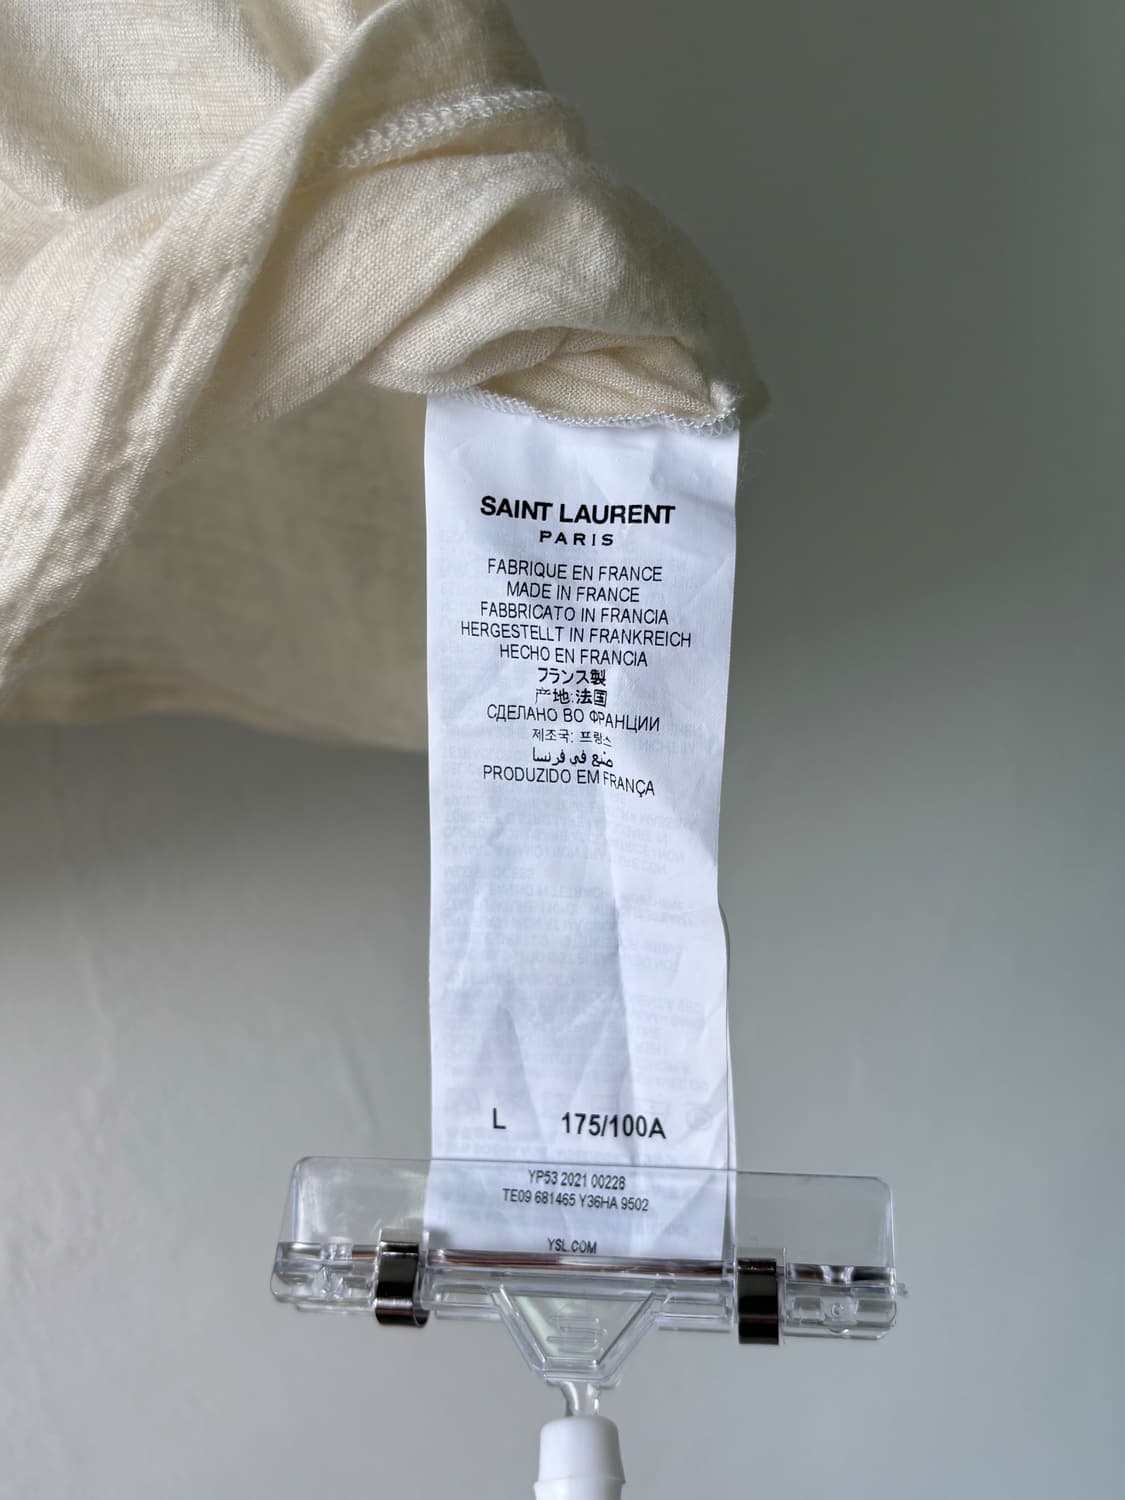 SAINT LAURENT
PARIS
FABRIQUE EN FRANCE
MADE IN FRANCE
FABBRICATO IN FRANCIA
HERGESTELLT IN FRANKREICH
HECHO EN FRANCIA
フランス製
产地:法国
СДЕЛАНО ВО ФРАНЦИИ
제조국: 프랑스
صنع في فرنسا
PRODUZIDO EM FRANÇA
L 175/100A
YP53 2021 00228
TE09 681465 Y36HA 9502
YSL.COM